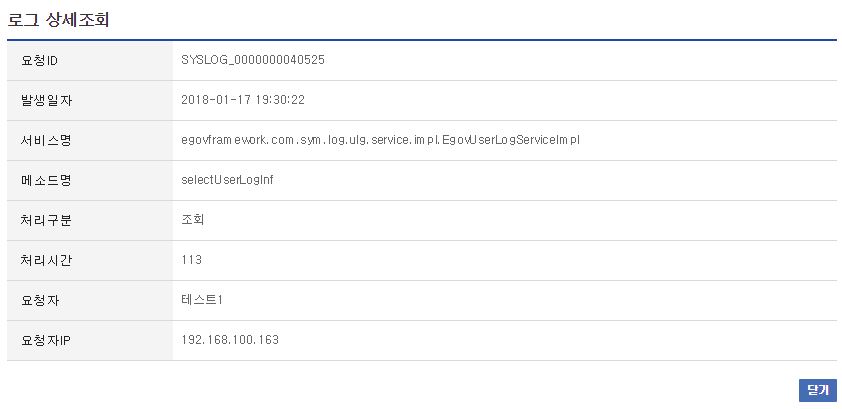 로그 상세조회
요청ID SYSLOG_0000000040525
발생일자 2018-01-17 19:30:22
서비스명 egovframework.com.sym.log.ulg.service.impl.EgovUserLogServiceImpl
메소드명 selectUserLogInf
처리구분 조회
처리시간 113
요청자 테스트1
요청자IP 192.168.100.163
닫기